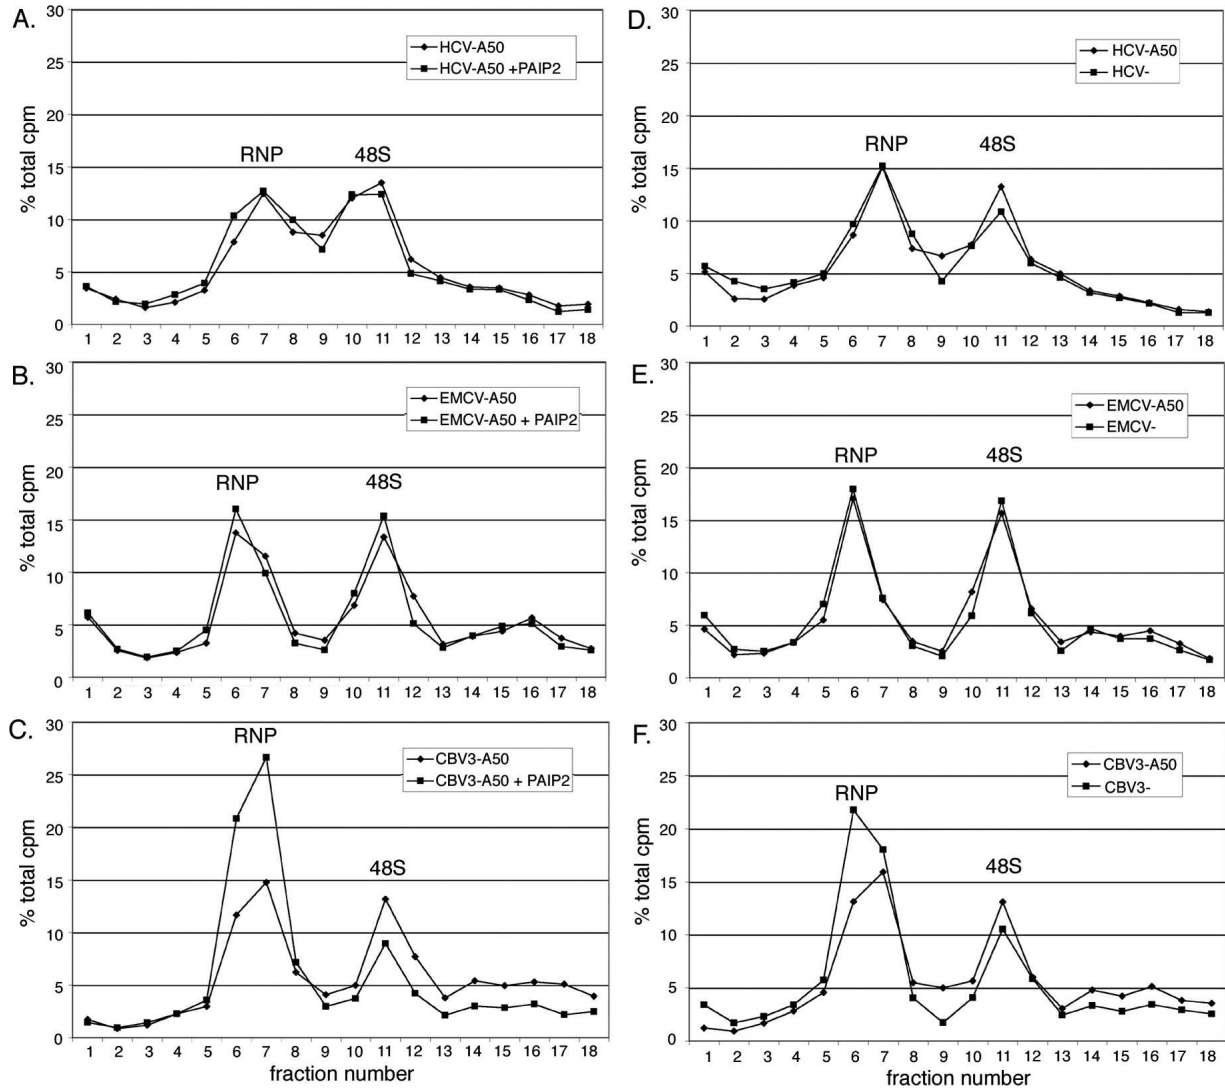 A.
30
25
20
15
10
5
0
% total cpm
HCV-A50
HCV-A50 +PAIP2
RNP
48S
1 2 3 4 5 6 7 8 9 10 11 12 13 14 15 16 17 18
B.
30
25
20
15
10
5
0
% total cpm
EMCV-A50
EMCV-A50 + PAIP2
RNP
48S
1 2 3 4 5 6 7 8 9 10 11 12 13 14 15 16 17 18
C.
30
25
20
15
10
5
0
% total cpm
CBV3-A50
CBV3-A50 + PAIP2
RNP
48S
1 2 3 4 5 6 7 8 9 10 11 12 13 14 15 16 17 18
fraction number
D.
30
25
20
15
10
5
0
% total cpm
HCV-A50
HCV-
RNP
48S
1 2 3 4 5 6 7 8 9 10 11 12 13 14 15 16 17 18
E.
30
25
20
15
10
5
0
% total cpm
EMCV-A50
EMCV-
RNP
48S
1 2 3 4 5 6 7 8 9 10 11 12 13 14 15 16 17 18
F.
30
25
20
15
10
5
0
% total cpm
CBV3-A50
CBV3-
RNP
48S
1 2 3 4 5 6 7 8 9 10 11 12 13 14 15 16 17 18
fraction number